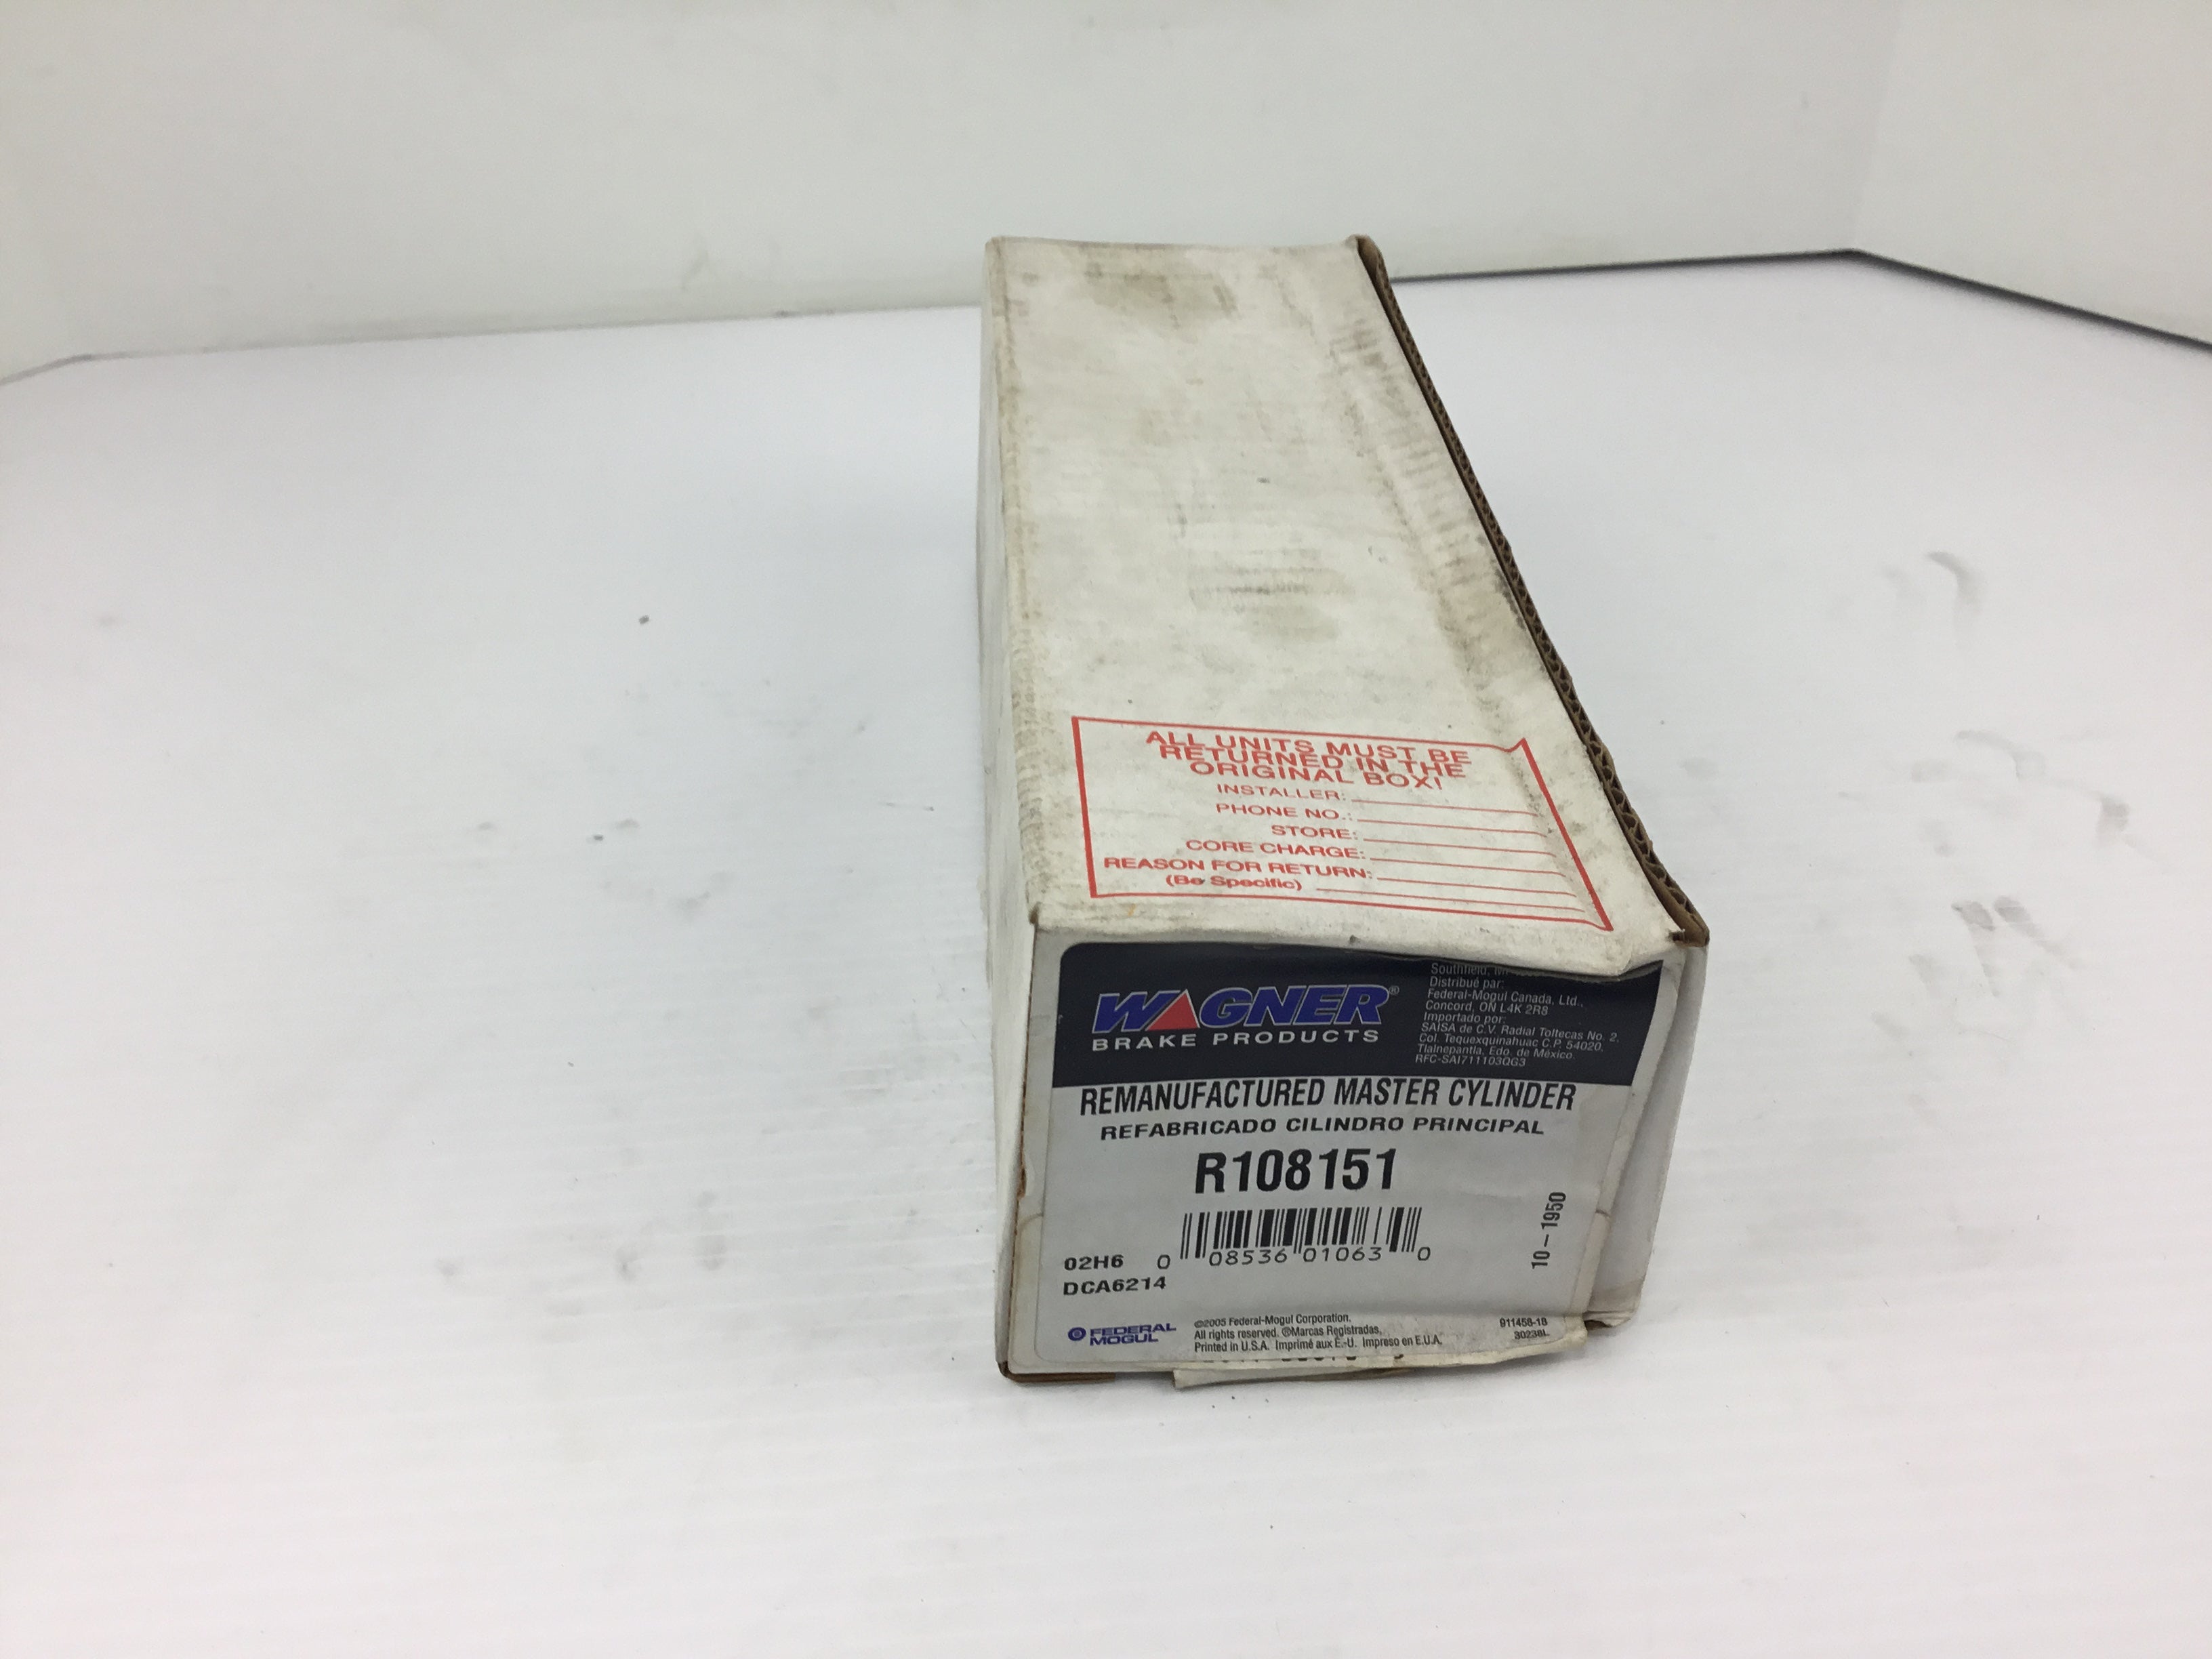 ALL UNITS MUST BE
RETURNED IN THE
ORIGINAL BOX!
INSTALLER:
PHONE NO.:
STORE:
CORE CHARGE:
REASON FOR RETURN:
(Be Specific)
WAGNER®
BRAKE PRODUCTS
Southfield, MI
Distribué par:
Federal-Mogul Canada, Ltd.,
Concord, ON L4K 2R8
Importado por:
SAISA de C.V. Radial Toltecas No. 2,
Col. Tequexquinahuac C.P. 54020,
Tlalnepantla, Edo. de México.
RFC-SAI711103QG3
REMANUFACTURED MASTER CYLINDER
REFABRICADO CILINDRO PRINCIPAL
R108151
10-1950
02H6
0 08536 01063 0
DCA6214
FEDERAL
MOGUL
©2005 Federal-Mogul Corporation.
All rights reserved. ®Marcas Registradas,
Printed in U.S.A. Imprimé aux É.-U. Impreso en E.U.A.
911458-18
30238L